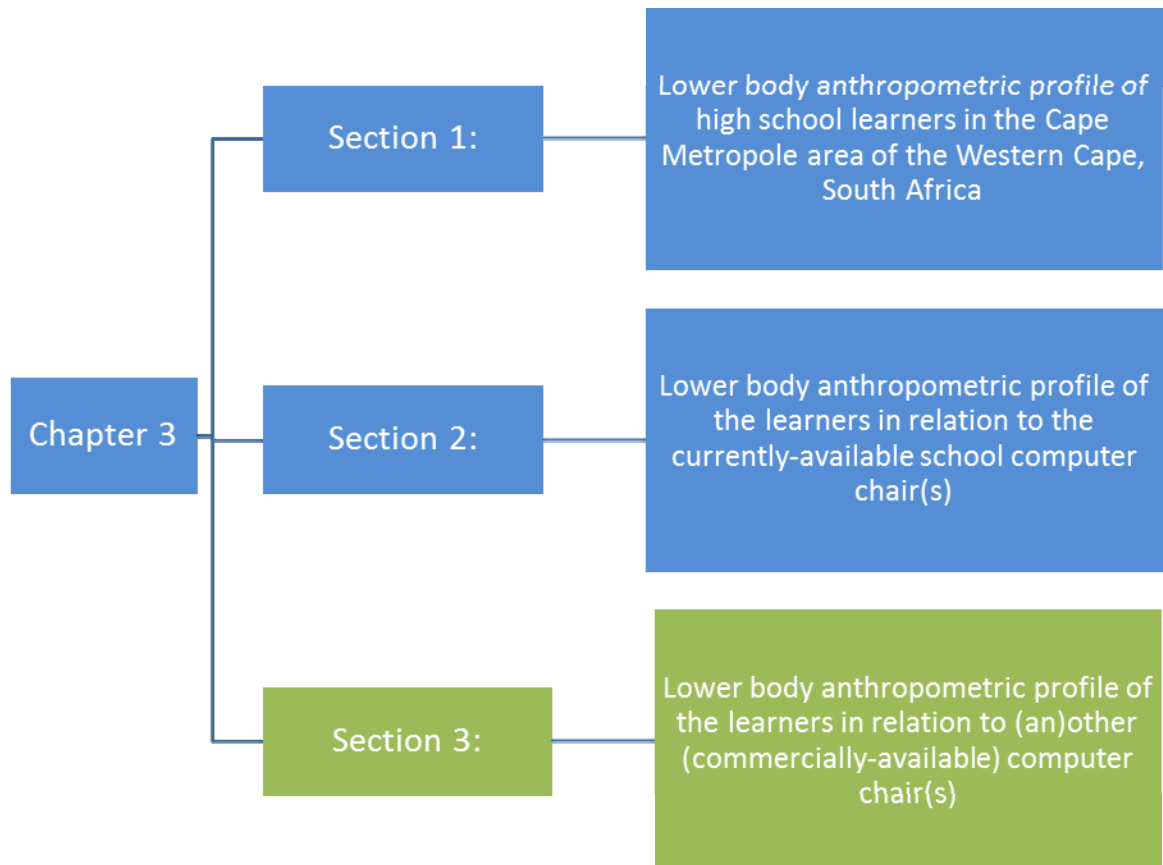 Chapter 3
Section 1:
Lower body anthropometric profile of
high school learners in the Cape
Metropole area of the Western Cape,
South Africa
Section 2:
Lower body anthropometric profile of
the learners in relation to the
currently-available school computer
chair(s)
Section 3:
Lower body anthropometric profile of
the learners in relation to (an)other
(commercially-available) computer
chair(s)